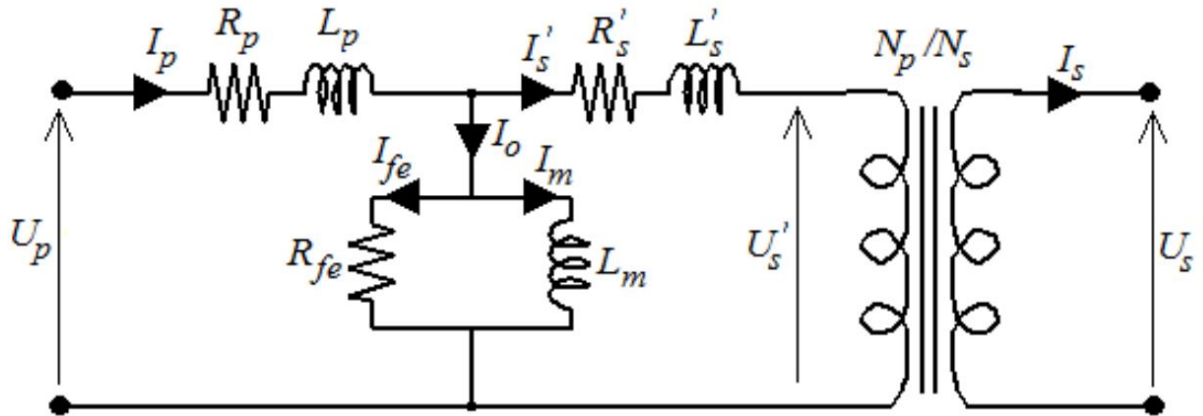 I_p R_p L_p I_s' R_s' L_s' N_p/N_s I_s
I_o
I_fe I_m
U_p R_fe L_m U_s' U_s